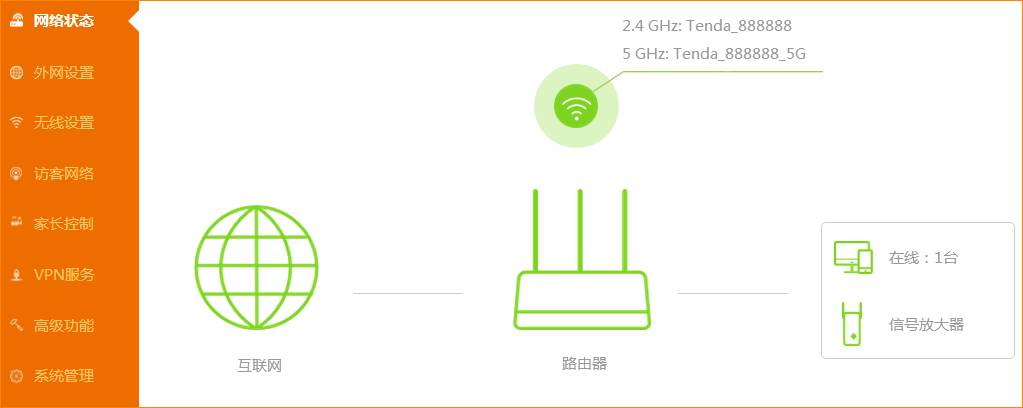 网络状态
外网设置
无线设置
访客网络
家长控制
VPN服务
高级功能
系统管理
2.4 GHz: Tenda_888888
5 GHz: Tenda_888888_5G
互联网
路由器
在线：1台
信号放大器